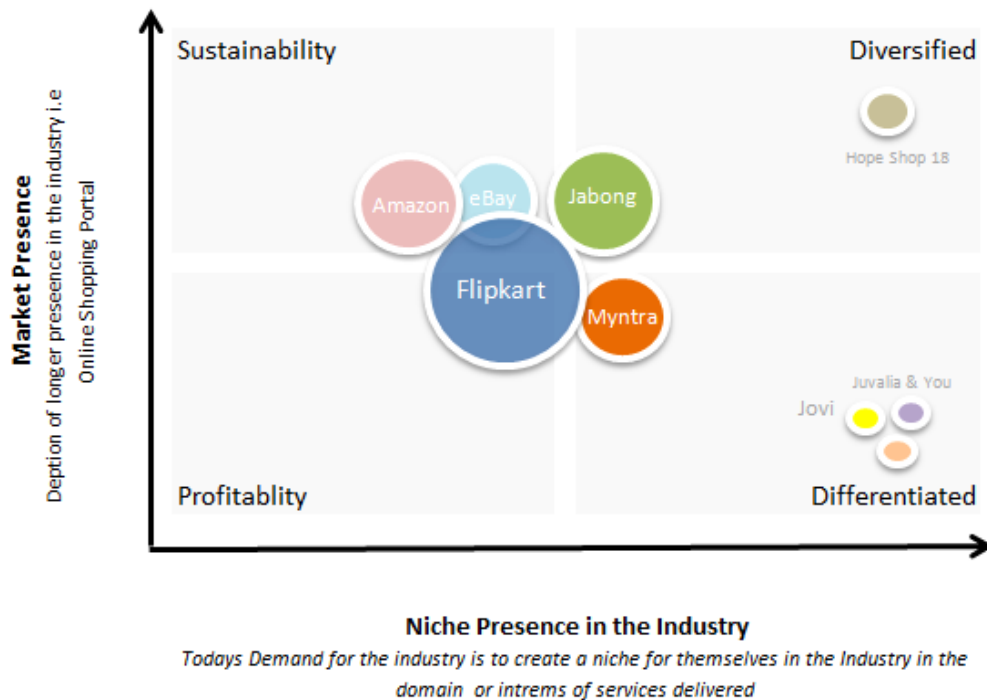 Sustainability
Diversified
Hope Shop 18
Amazon
eBay
Jabong
Flipkart
Myntra
Juvalia & You
Jovi
Profitablity
Differentiated
Market Presence
Deption of longer preseence in the industry i.e
Online Shopping Portal
Niche Presence in the Industry
Todays Demand for the industry is to create a niche for themselves in the Industry in the
domain or intrems of services delivered